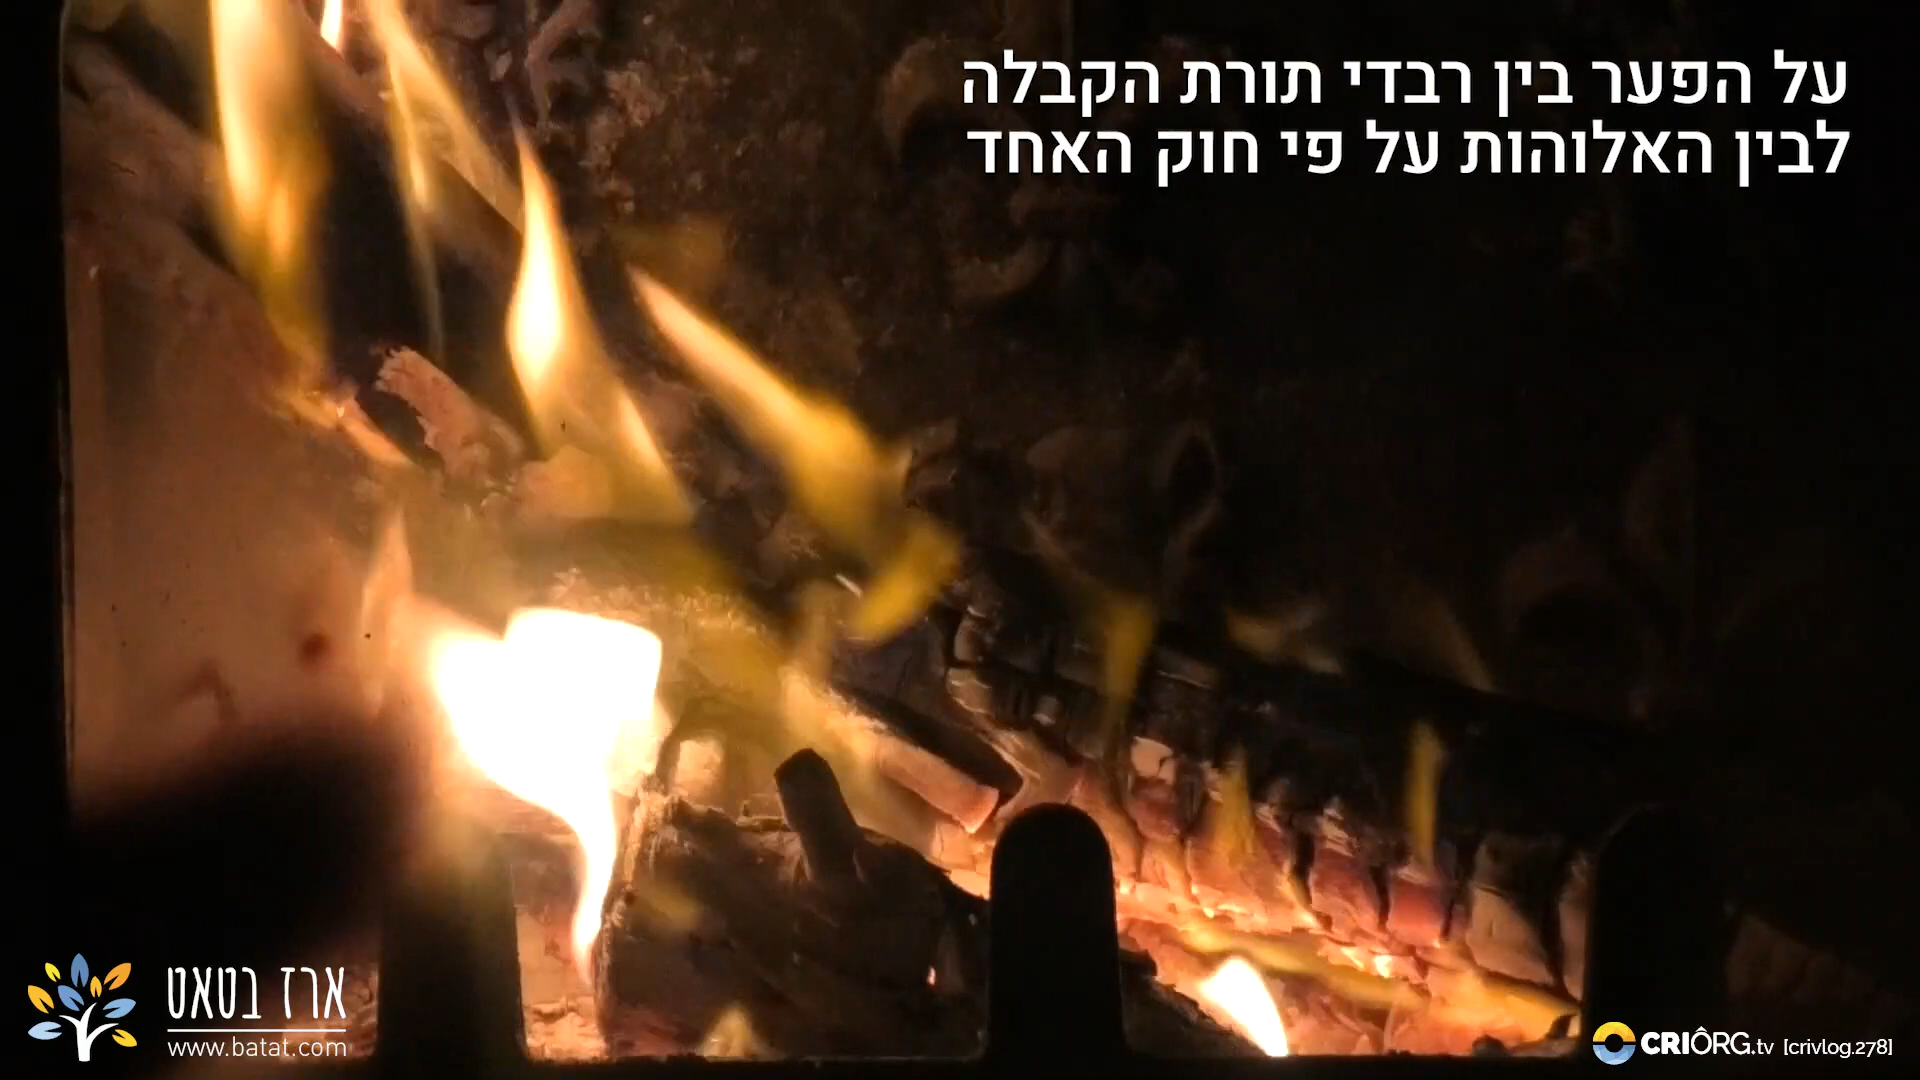 על הפער בין רבדי תורת הקבלה
לבין האלוהות על פי חוק האחד
ארז בטאט
www.batat.com
CRIÔRG.tv [crivlog.278]